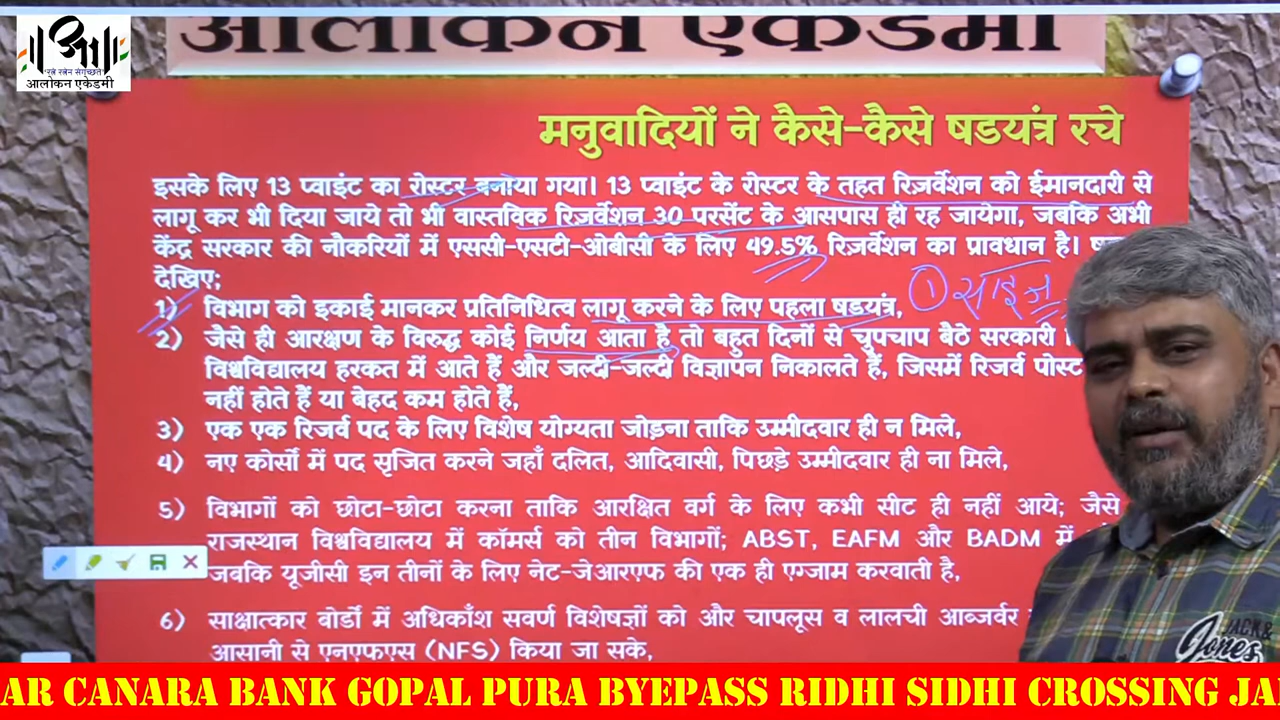 आलोकन एकेडमी
आ
आलोकन एकेडमी
मनुवादियों ने कैसे-कैसे षडयंत्र रचे
इसके लिए 13 प्वाइंट का रोस्टर बनाया गया। 13 प्वाइंट के रोस्टर के तहत रिज़र्वेशन को ईमानदारी से
लागू कर भी दिया जाये तो भी वास्तविक रिज़र्वेशन 30 परसेंट के आसपास ही रह जायेगा, जबकि अभी
केंद्र सरकार की नौकरियों में एससी-एसटी-ओबीसी के लिए 49.5% रिज़र्वेशन का प्रावधान है।
देखिए;
1) विभाग को इकाई मानकर प्रतिनिधित्व लागू करने के लिए पहला षडयंत्र, ① साइज
2) जैसे ही आरक्षण के विरुद्ध कोई निर्णय आता है तो बहुत दिनों से चुपचाप बैठे सरकारी
विश्वविद्यालय हरकत में आते हैं और जल्दी-जल्दी विज्ञापन निकालते हैं, जिसमें रिजर्व पोस्ट
नहीं होते हैं या बेहद कम होते हैं,
3) एक एक रिजर्व पद के लिए विशेष योग्यता जोड़ना ताकि उम्मीदवार ही न मिले,
4) नए कोर्सो में पद सृजित करने जहाँ दलित, आदिवासी, पिछड़े उम्मीदवार ही ना मिले,
5) विभागों को छोटा-छोटा करना ताकि आरक्षित वर्ग के लिए कभी सीट ही नहीं आये; जैसे
राजस्थान विश्वविद्यालय में कॉमर्स को तीन विभागों; ABST, EAFM और BADM में
जबकि यूजीसी इन तीनों के लिए नेट-जेआरएफ की एक ही एग्जाम करवाती है,
6) साक्षात्कार वोर्डो में अधिकाँश सवर्ण विशेषज्ञों को और चापलूस व लालची आब्जर्वर
आसानी से एनएफएस (NFS) किया जा सके,
JACK &
Jones
AR CANARA BANK GOPAL PURA BYEPASS RIDHI SIDHI CROSSING JA